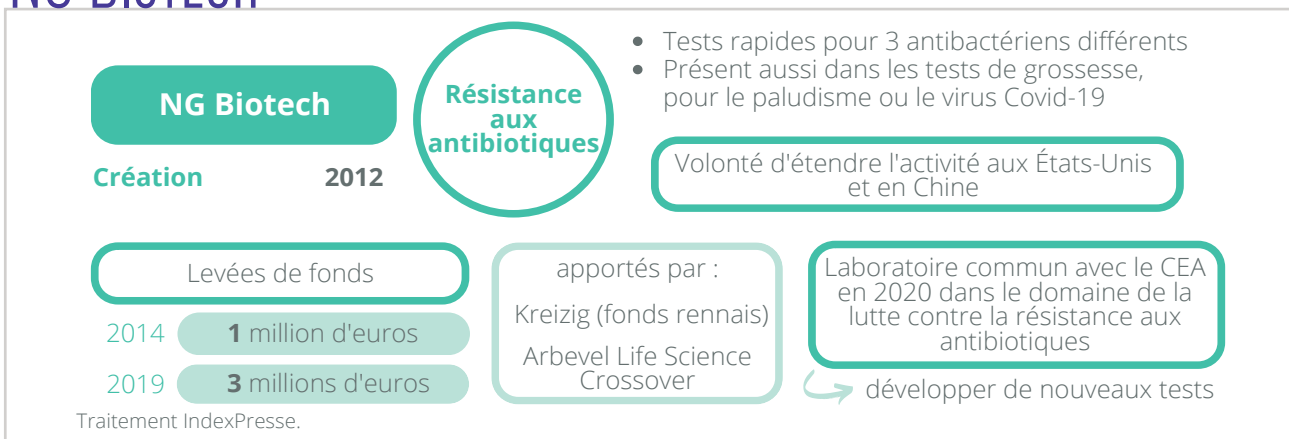 NG BIOTECH
NG Biotech
Création 2012
Résistance
aux
antibiotiques
• Tests rapides pour 3 antibactériens différents
• Présent aussi dans les tests de grossesse,
pour le paludisme ou le virus Covid-19
Volonté d'étendre l'activité aux États-Unis
et en Chine
Levées de fonds
2014 1 million d'euros
2019 3 millions d'euros
apportés par :
Kreizig (fonds rennais)
Arbevel Life Science
Crossover
Laboratoire commun avec le CEA
en 2020 dans le domaine de la
lutte contre la résistance aux
antibiotiques
développer de nouveaux tests
Traitement IndexPresse.